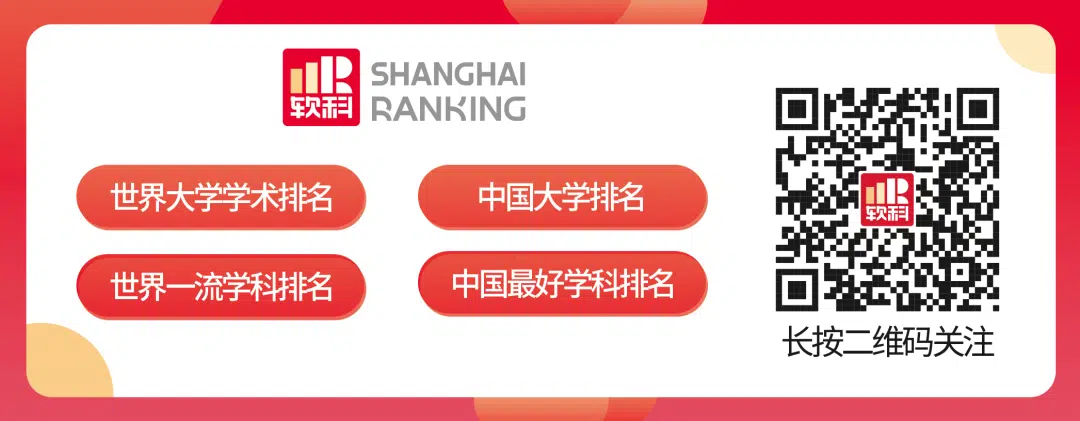 软科
SHANGHAI
RANKING
世界大学学术排名
中国大学排名
世界一流学科排名
中国最好学科排名
软科
长按二维码关注